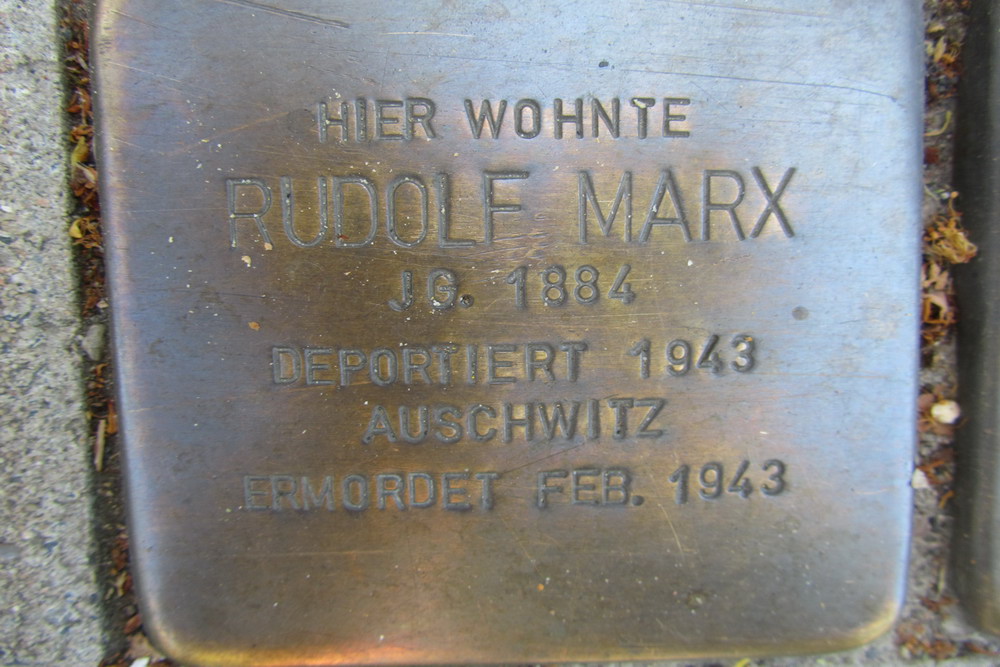 HIER WOHNTE
RUDOLF MARX
JG. 1884
DEPORTIERT 1943
AUSCHWITZ
ERMORDET FEB. 1943